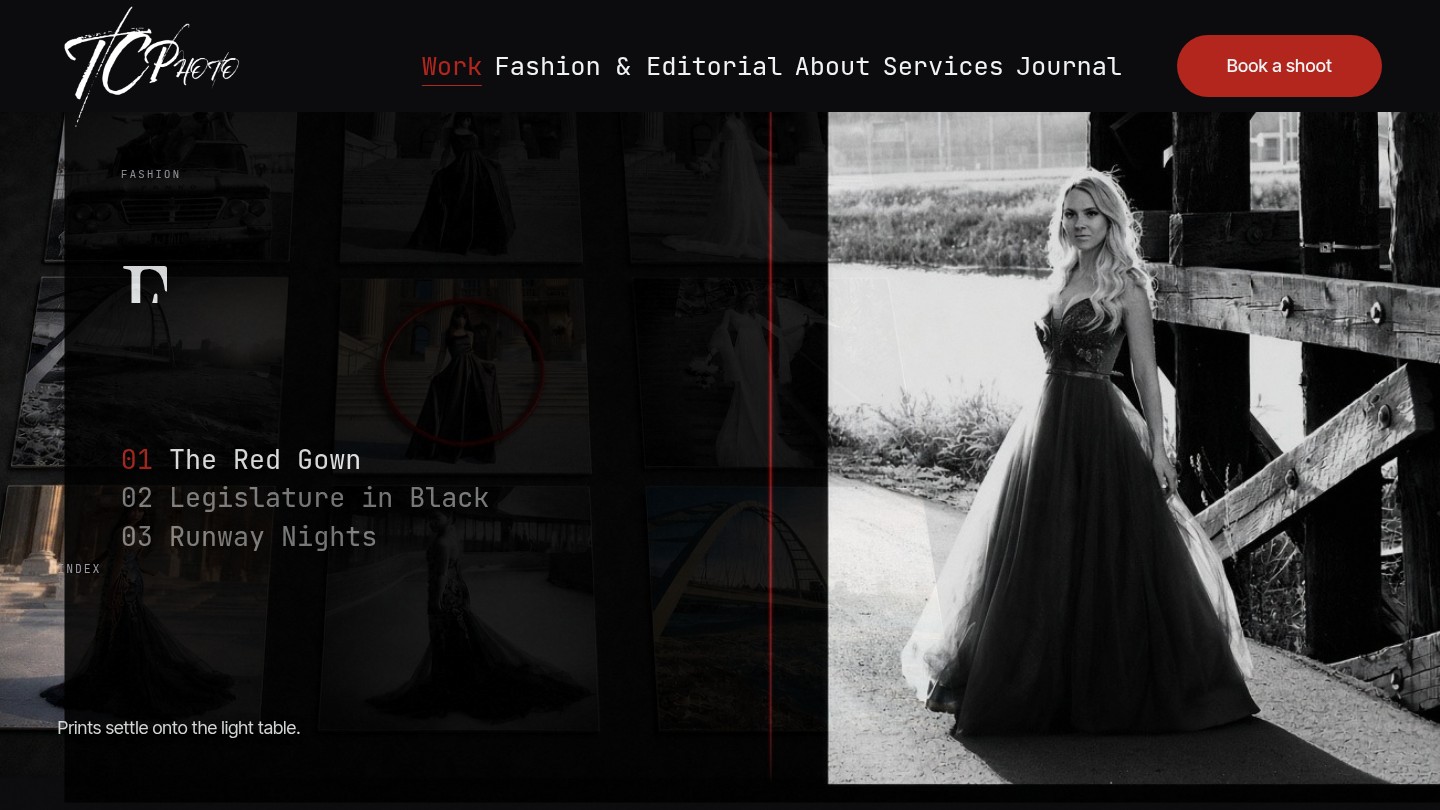 TCPHOTO
Work Fashion & Editorial About Services Journal
Book a shoot
FASHION
F
01 The Red Gown
02 Legislature in Black
03 Runway Nights
NDEX
Prints settle onto the light table.